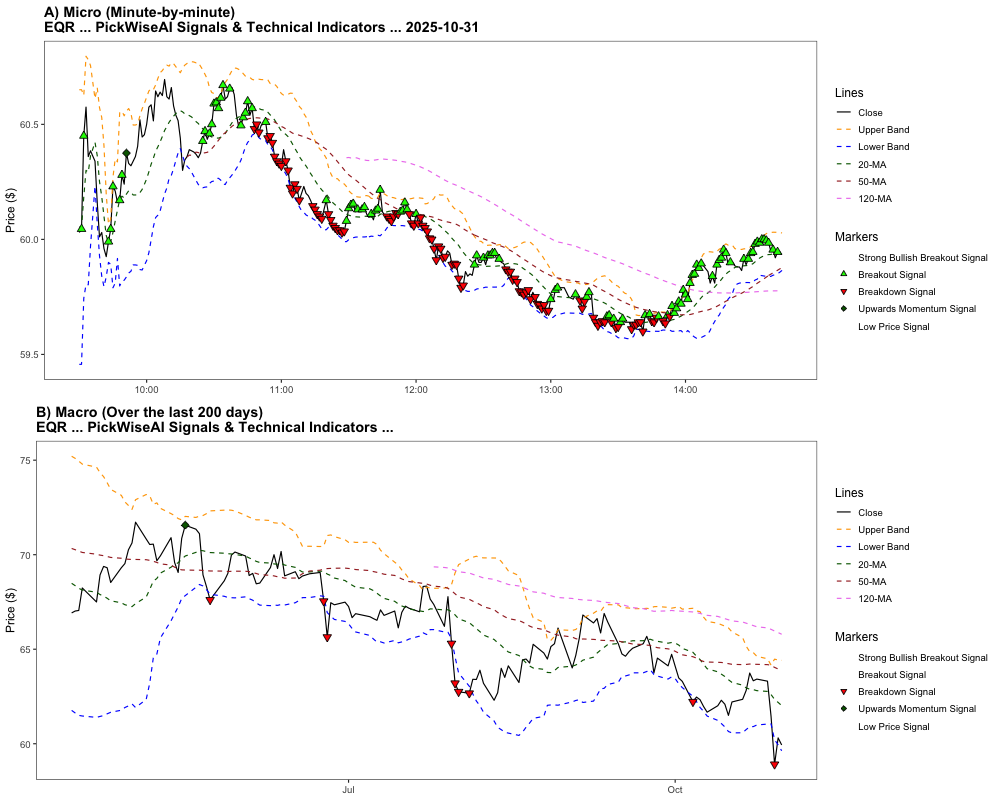 A) Micro (Minute-by-minute)
EQR ... PickWiseAI Signals & Technical Indicators ... 2025-10-31
Price ($)
60.5
60.0
59.5
10:00
11:00
12:00
13:00
14:00
Lines
Close
Upper Band
Lower Band
20-MA
50-MA
120-MA
Markers
Strong Bullish Breakout Signal
Breakout Signal
Breakdown Signal
Upwards Momentum Signal
Low Price Signal
B) Macro (Over the last 200 days)
EQR ... PickWiseAI Signals & Technical Indicators ...
Price ($)
75
70
65
60
Jul
Oct
Lines
Close
Upper Band
Lower Band
20-MA
50-MA
120-MA
Markers
Strong Bullish Breakout Signal
Breakout Signal
Breakdown Signal
Upwards Momentum Signal
Low Price Signal